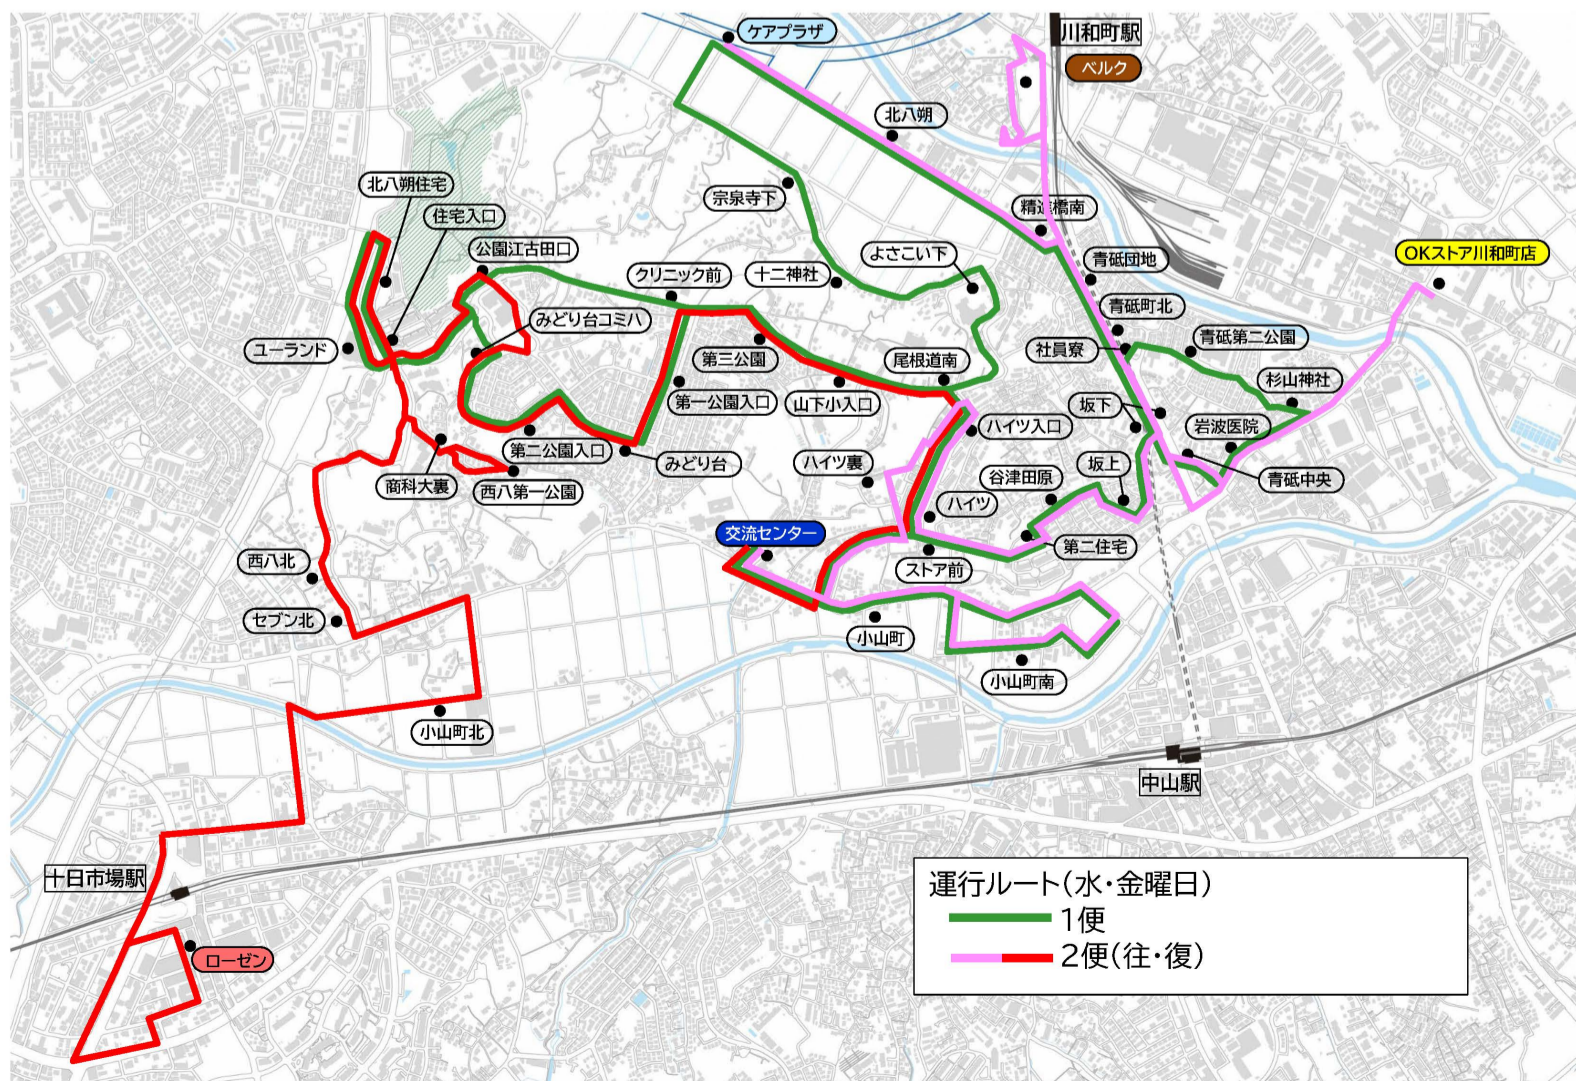 ケアプラザ
川和町駅
ベルク
北八朔
北八朔住宅
宗泉寺下
住宅入口
精進橋南
公園江古田口
よさこい下
OKストア川和町店
青砥団地
クリニック前
十二神社
青砥町北
みどり台コミハ
青砥第二公園
ユーランド
社員寮
第三公園
尾根道南
杉山神社
第一公園入口
山下小入口
坂下
ハイツ入口
岩波医院
第二公園入口
みどり台
ハイツ裏
坂上
谷津田原
青砥中央
商科大裏
西八第一公園
ハイツ
交流センター
第二住宅
西八北
ストア前
セブン北
小山町
小山町南
小山町北
中山駅
十日市場駅
ローゼン
運行ルート(水・金曜日)
1便
2便(往・復)